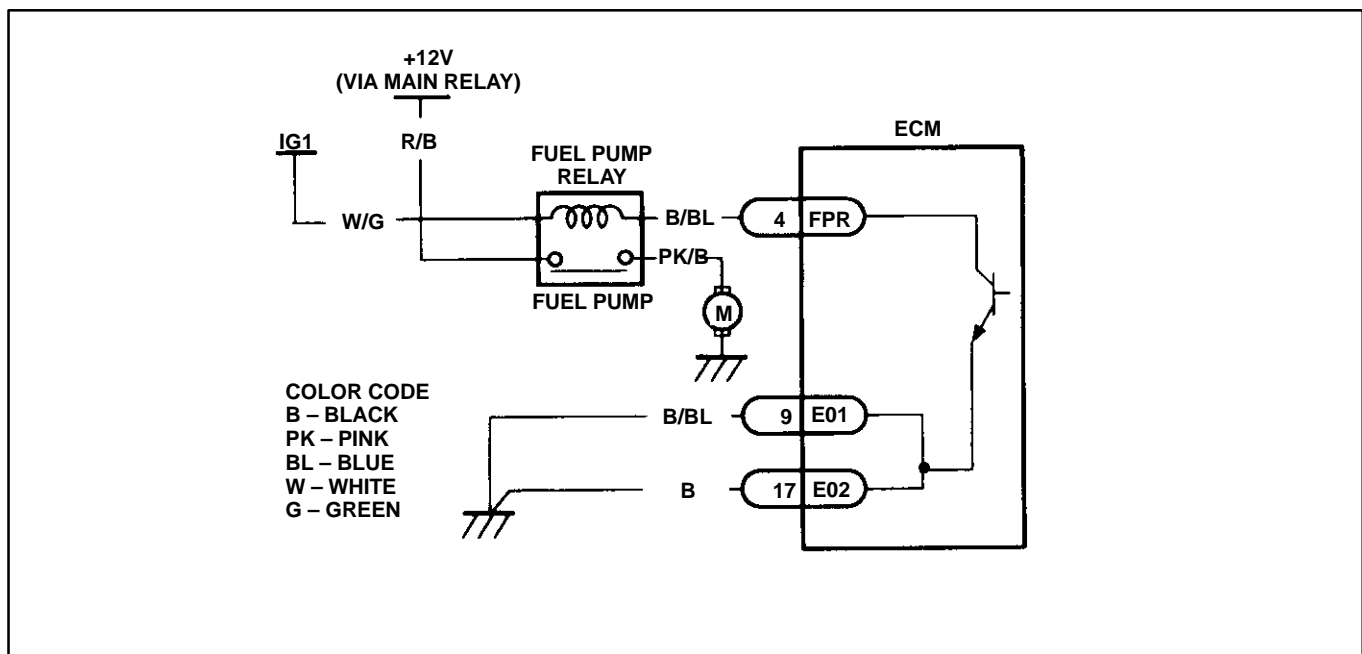 +12V
(VIA MAIN RELAY)
IG1
R/B
ECM
FUEL PUMP
RELAY
W/G
B/BL
4 FPR
PK/B
FUEL PUMP
M
COLOR CODE
B – BLACK
PK – PINK
BL – BLUE
W – WHITE
G – GREEN
B/BL
9 E01
B
17 E02